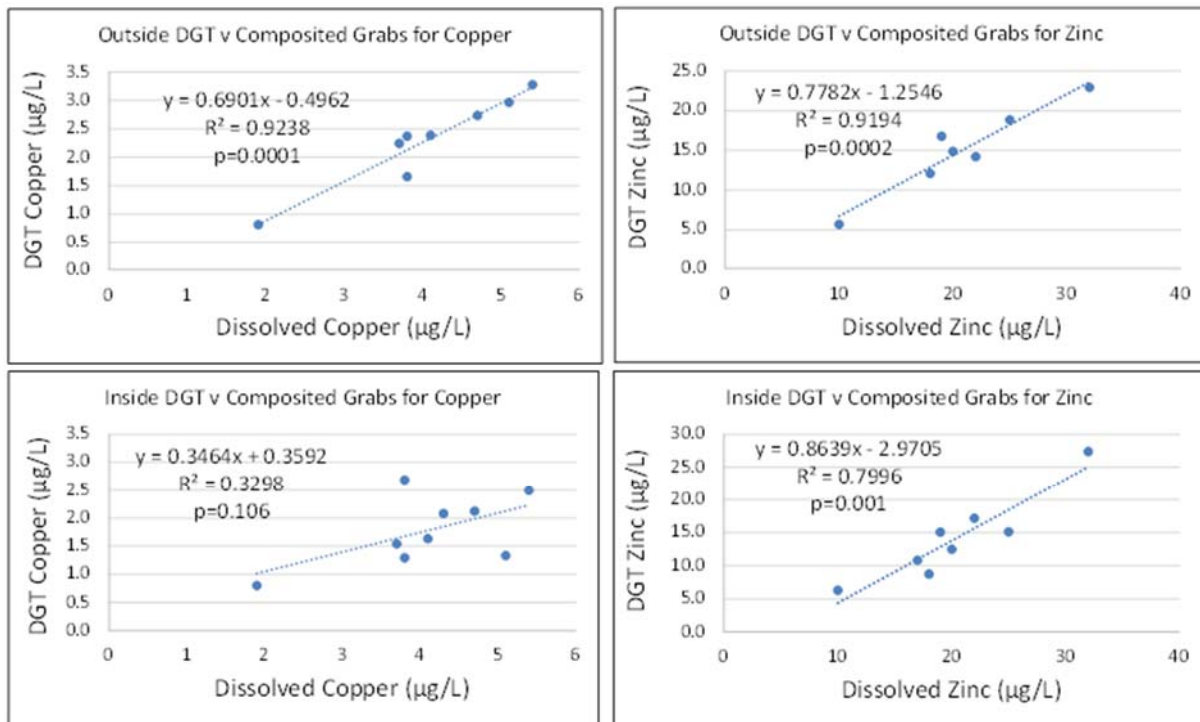 Outside DGT v Composited Grabs for Copper
DGT Copper (µg/L)
3.5
3.0
2.5
2.0
1.5
1.0
0.5
0.0
y = 0.6901x - 0.4962
R² = 0.9238
p=0.0001
0 1 2 3 4 5 6
Dissolved Copper (µg/L)
Outside DGT v Composited Grabs for Zinc
DGT Zinc (µg/L)
25.0
20.0
15.0
10.0
5.0
0.0
y = 0.7782x - 1.2546
R² = 0.9194
p=0.0002
0 10 20 30 40
Dissolved Zinc (µg/L)
Inside DGT v Composited Grabs for Copper
DGT Copper (µg/L)
3.5
3.0
2.5
2.0
1.5
1.0
0.5
0.0
y = 0.3464x + 0.3592
R² = 0.3298
p=0.106
0 1 2 3 4 5 6
Dissolved Copper (µg/L)
Inside DGT v Composited Grabs for Zinc
DGT Zinc (µg/L)
30.0
25.0
20.0
15.0
10.0
5.0
0.0
y = 0.8639x - 2.9705
R² = 0.7996
p=0.001
0 10 20 30 40
Dissolved Zinc (µg/L)